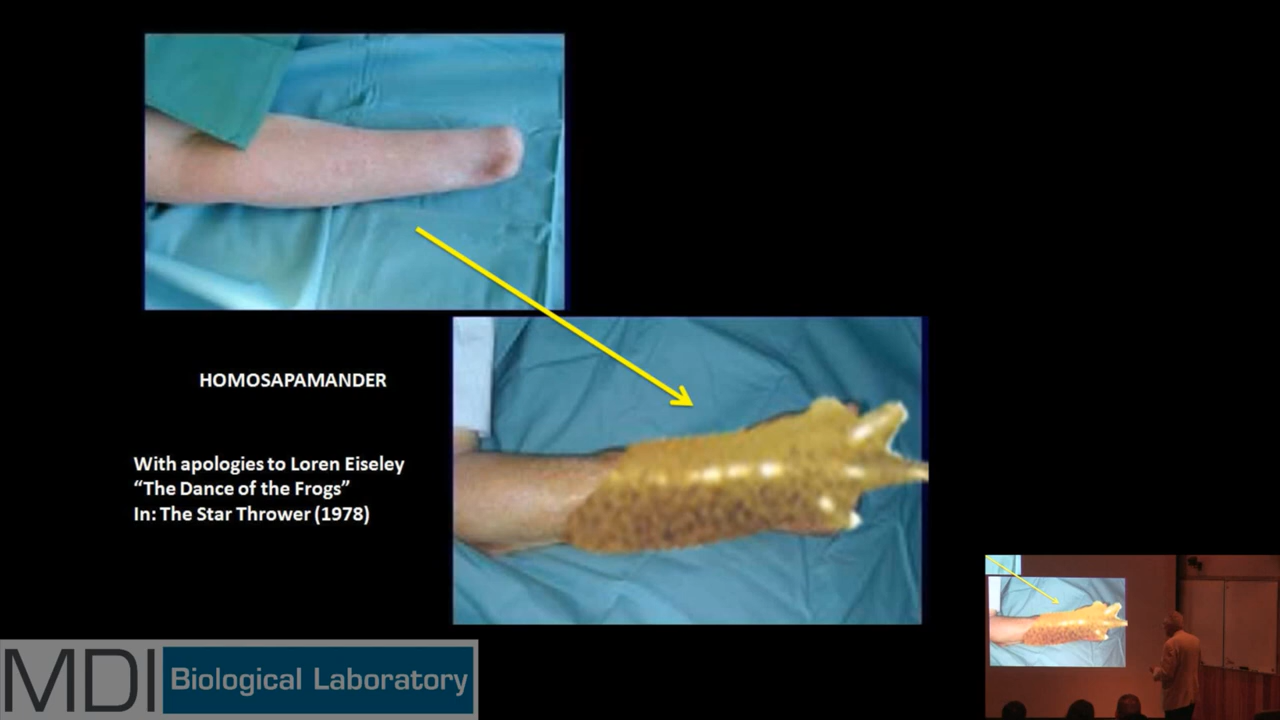 HOMOSAPAMANDER
With apologies to Loren Eiseley
“The Dance of the Frogs”
In: The Star Thrower (1978)
MDI Biological Laboratory